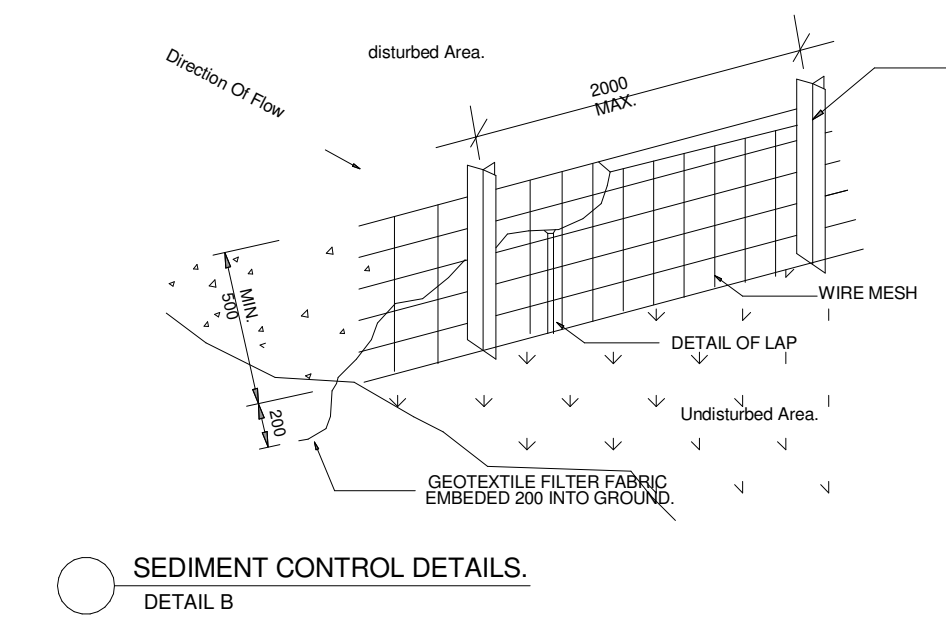 Direction Of Flow
disturbed Area.
2000
MAX.
MIN.
500
200
WIRE MESH
DETAIL OF LAP
Undisturbed Area.
GEOTEXTILE FILTER FABRIC
EMBEDED 200 INTO GROUND.
SEDIMENT CONTROL DETAILS.
DETAIL B